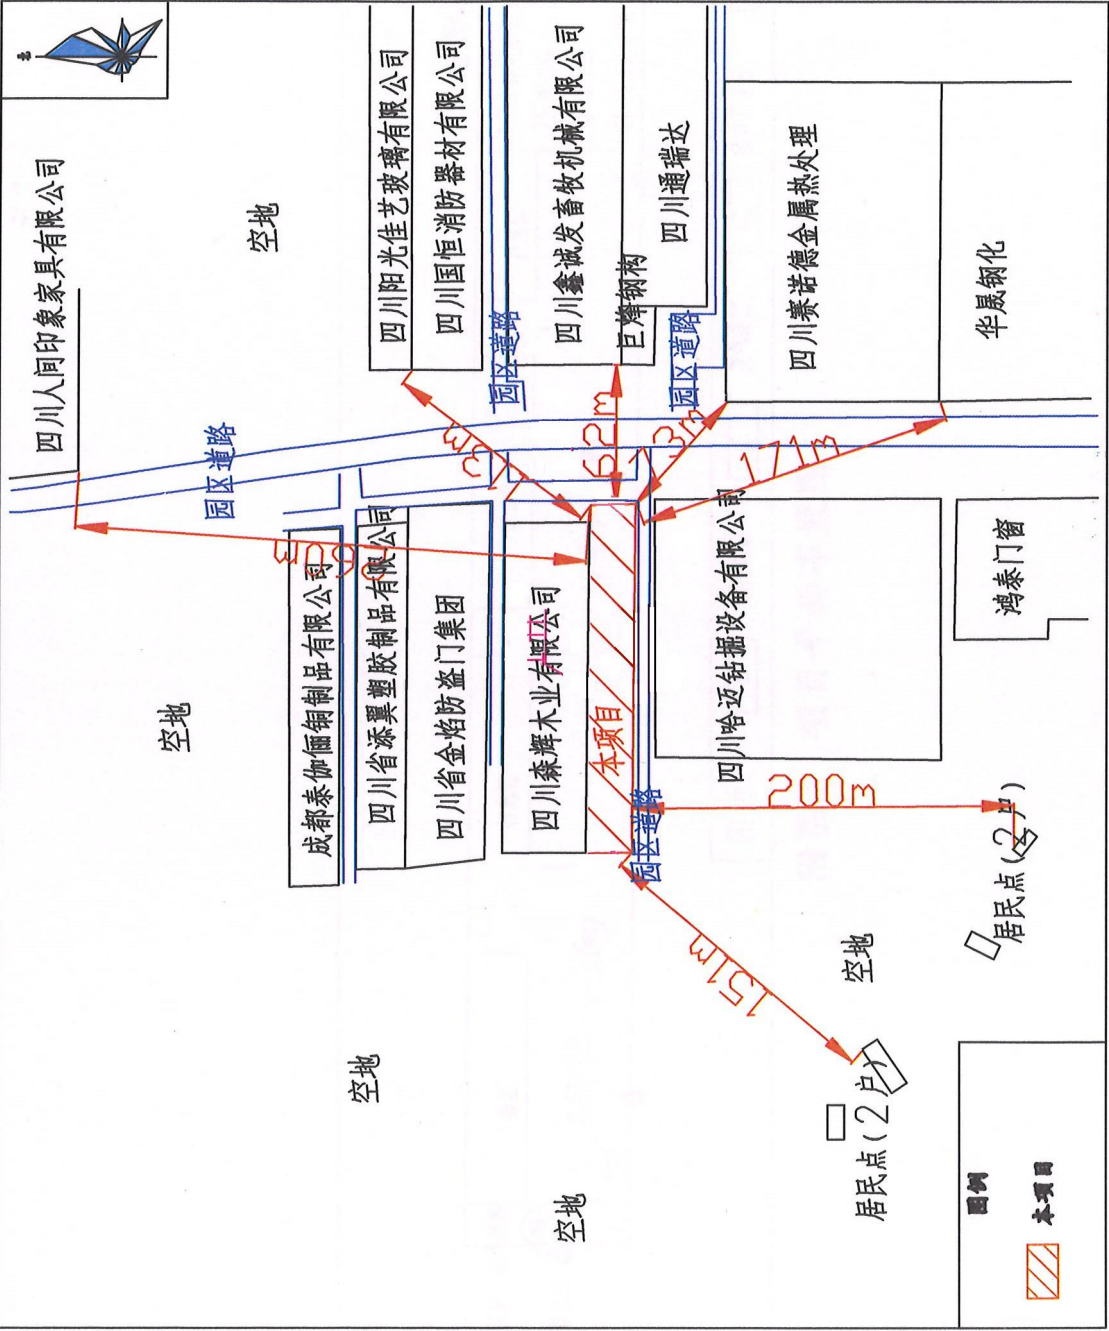 北
四川人间印象家具有限公司
空地
园区道路
空地
成都泰伽俪铜制品有限公司
空地
四川省添翼塑胶制品有限公司
四川阳光佳艺玻璃有限公司
四川省金焰防盗门集团
四川国恒消防器材有限公司
园区道路
空地
四川森辉木业有限公司
四川鑫诚发畜牧机械有限公司
本项目
62m
巨烽钢构
园区道路
四川通瑞达
园区道路
151m
四川哈迈钻掘设备有限公司
171m
200m
四川赛诺德金属热处理
居民点(2户)
空地
图例
华晟钢化
居民点(2户)
鸿泰门窗
本项目